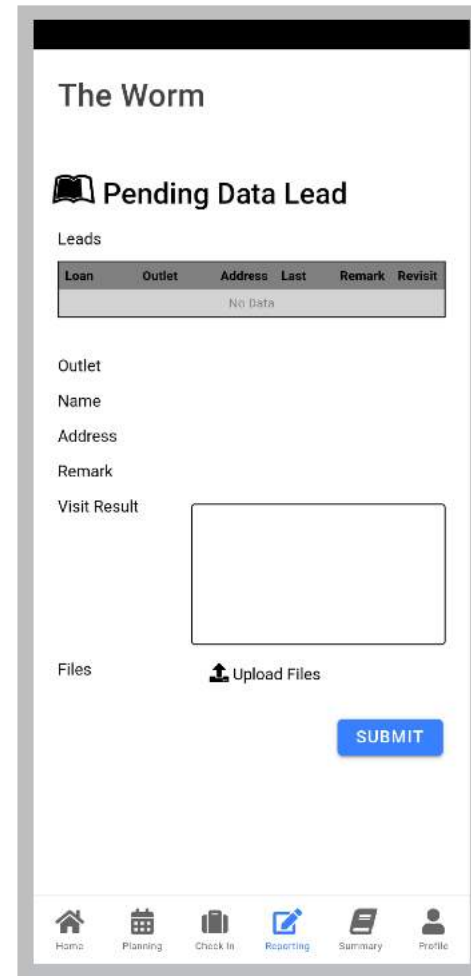 The Worm
Pending Data Lead
Leads
Loan Outlet Address Last Remark Revisit
No Data
Outlet
Name
Address
Remark
Visit Result
Files Upload Files
SUBMIT
Home Planning Check In Reporting Summary Profile